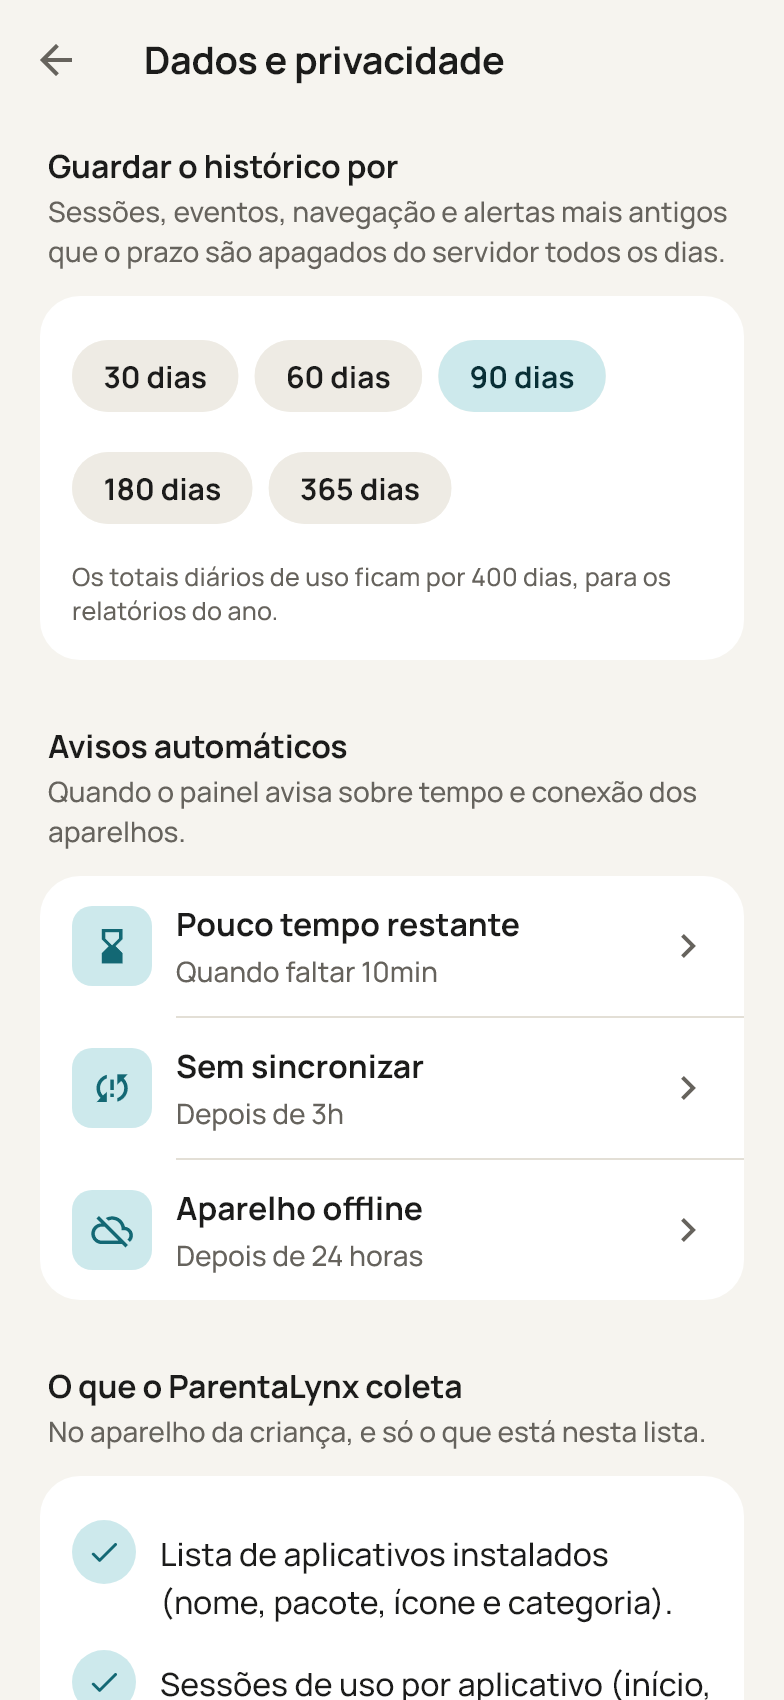 Dados e privacidade
Guardar o histórico por
Sessões, eventos, navegação e alertas mais antigos
que o prazo são apagados do servidor todos os dias.
30 dias
60 dias
90 dias
180 dias
365 dias
Os totais diários de uso ficam por 400 dias, para os
relatórios do ano.
Avisos automáticos
Quando o painel avisa sobre tempo e conexão dos
aparelhos.
Pouco tempo restante
Quando faltar 10min
Sem sincronizar
Depois de 3h
Aparelho offline
Depois de 24 horas
O que o ParentaLynx coleta
No aparelho da criança, e só o que está nesta lista.
Lista de aplicativos instalados
(nome, pacote, ícone e categoria).
Sessões de uso por aplicativo (início,